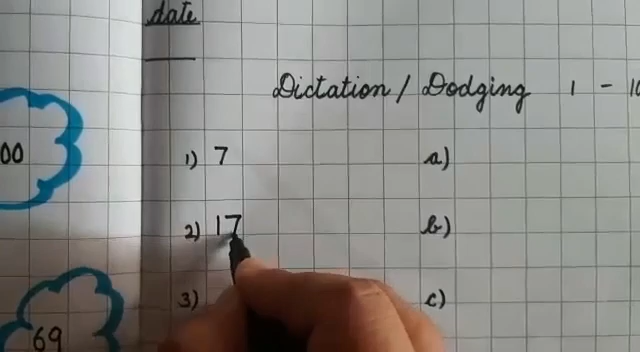 date
Dictation / Dodging 1 - 10
00
1) 7 a)
2) 17 b)
3) c)
69